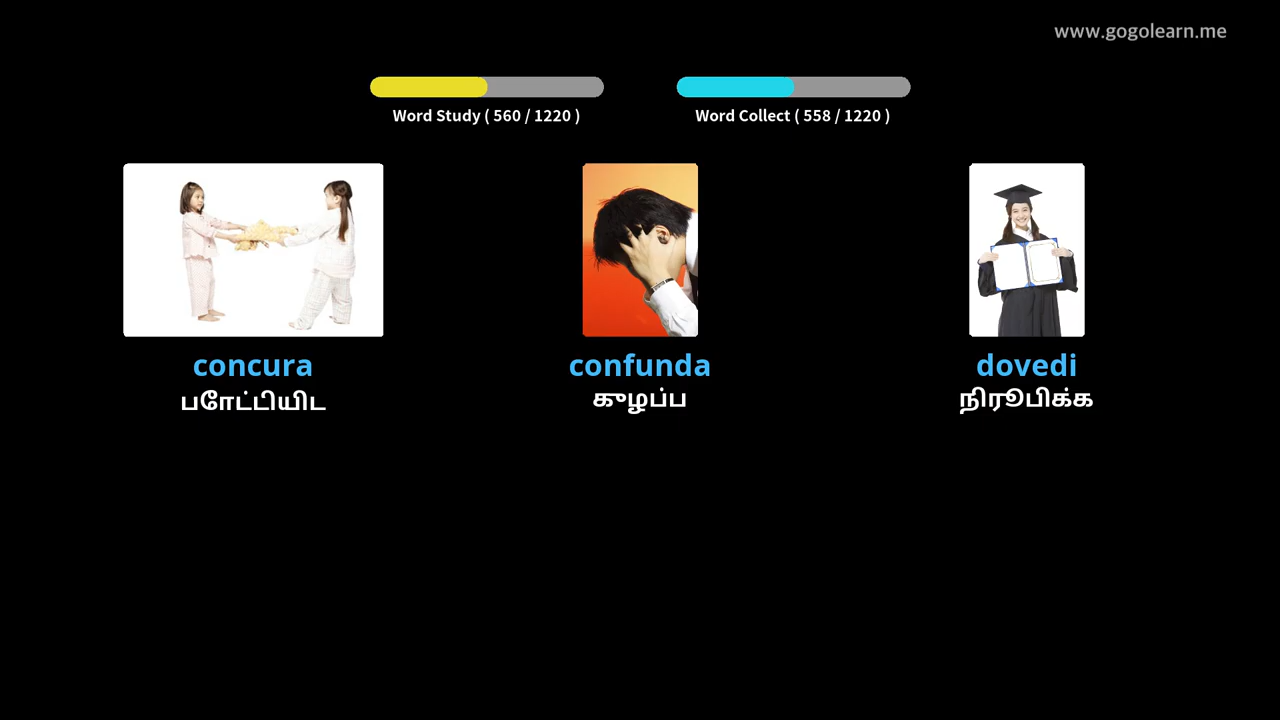 www.gogolearn.me
Word Study ( 560 / 1220 )
Word Collect ( 558 / 1220 )
concura
confunda
dovedi
போட்டியிட
குழப்ப
நிரூபிக்க